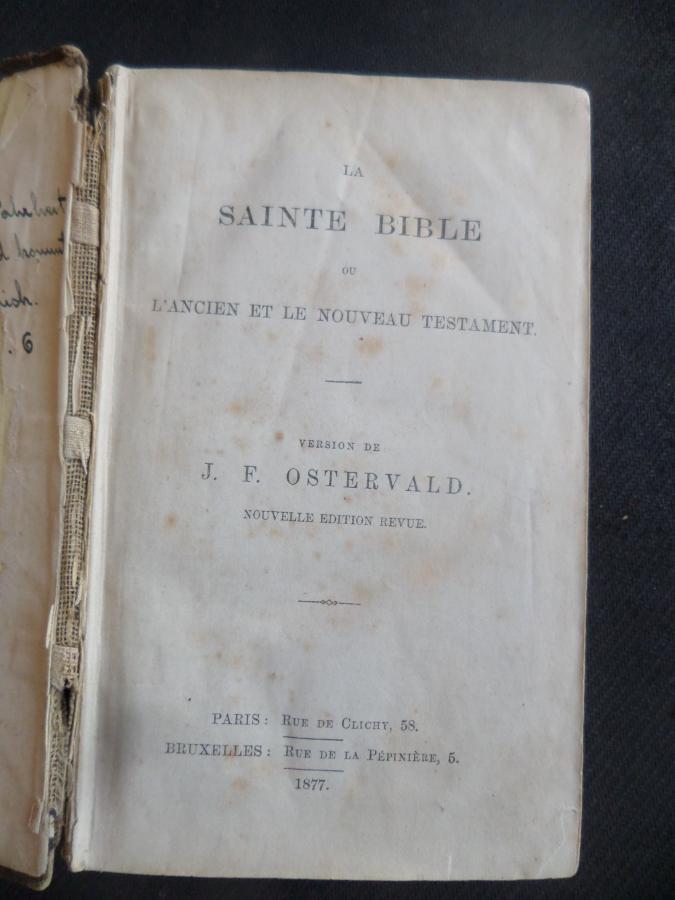 LA
SAINTE BIBLE
OU
L'ANCIEN ET LE NOUVEAU TESTAMENT.
VERSION DE
J. F. OSTERVALD.
NOUVELLE EDITION REVUE.
PARIS: RUE DE CLICHY, 58.
BRUXELLES: RUE DE LA PÉPINIÈRE, 5.
1877.
6